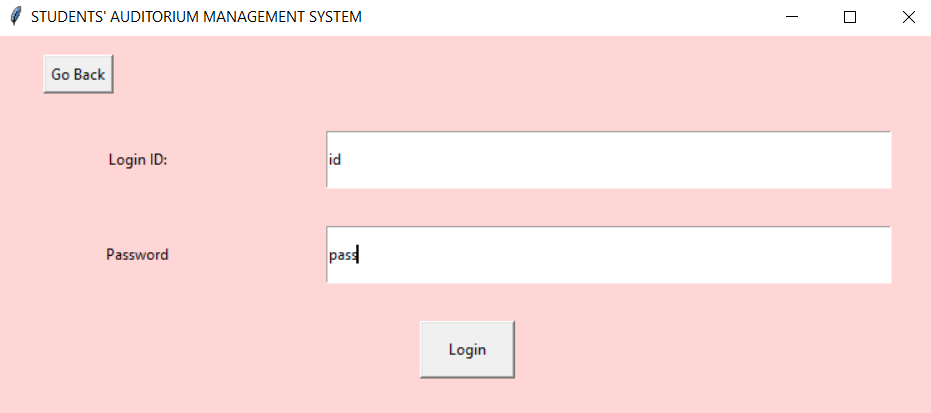 STUDENTS' AUDITORIUM MANAGEMENT SYSTEM
Go Back
Login ID:
id
Password
pass
Login